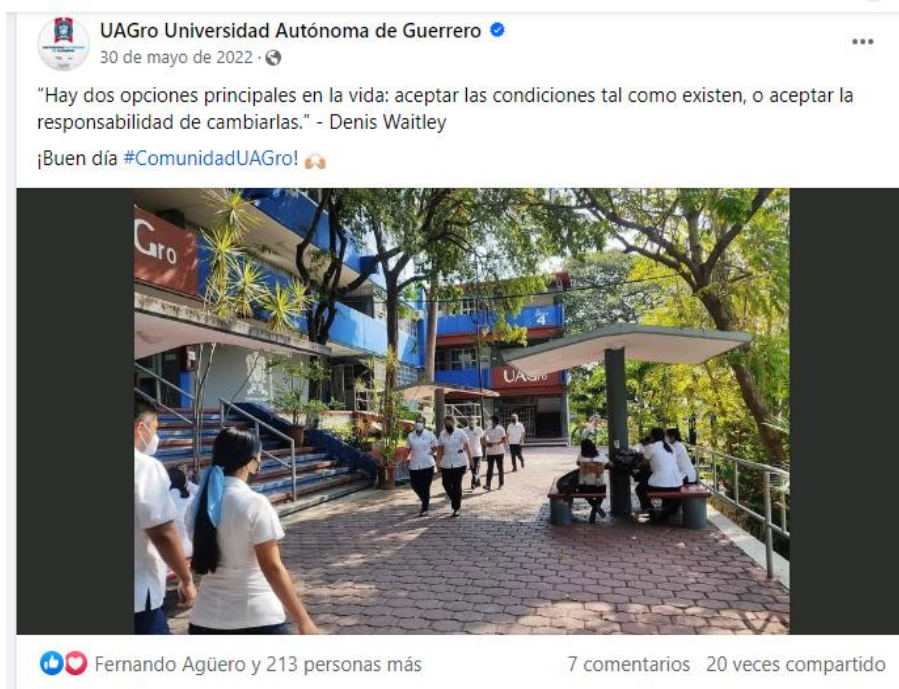 UAGro Universidad Autónoma de Guerrero
30 de mayo de 2022 ·
“Hay dos opciones principales en la vida: aceptar las condiciones tal como existen, o aceptar la
responsabilidad de cambiarlas.” - Denis Waitley
¡Buen día #ComunidadUAGro!
Gro
4
UAGro
Fernando Agüero y 213 personas más
7 comentarios
20 veces compartido